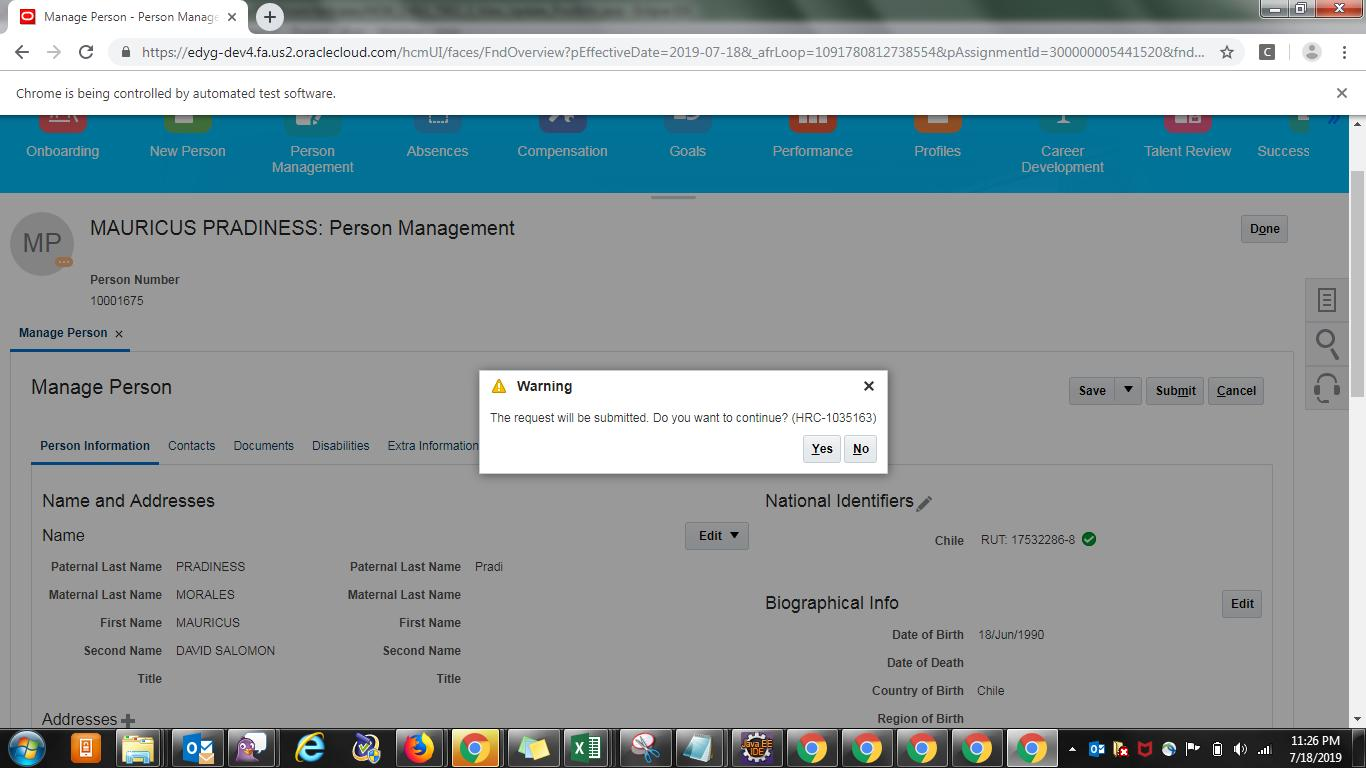 Manage Person - Person Manage
https://edyg-dev4.fa.us2.oraclecloud.com/hcmUI/faces/FndOverview?pEffectiveDate=2019-07-18&_afrLoop=1091780812738554&pAssignmentId=300000005441520&fnd...
Chrome is being controlled by automated test software.
Onboarding
New Person
Person Management
Absences
Compensation
Goals
Performance
Profiles
Career Development
Talent Review
Success
MP
MAURICUS PRADINESS: Person Management
Done
Person Number
10001675
Manage Person
Manage Person
Save
Submit
Cancel
Warning
The request will be submitted. Do you want to continue? (HRC-1035163)
Yes No
Person Information Contacts Documents Disabilities Extra Information
Name and Addresses
National Identifiers
Name
Edit
Chile RUT: 17532286-8
Paternal Last Name PRADINESS Paternal Last Name Pradi
Maternal Last Name MORALES Maternal Last Name
Biographical Info
Edit
First Name MAURICUS First Name
Date of Birth 18/Jun/1990
Second Name DAVID SALOMON Second Name
Date of Death
Title Title
Country of Birth Chile
Addresses
Region of Birth
Java EE
IDE
11:26 PM
7/18/2019